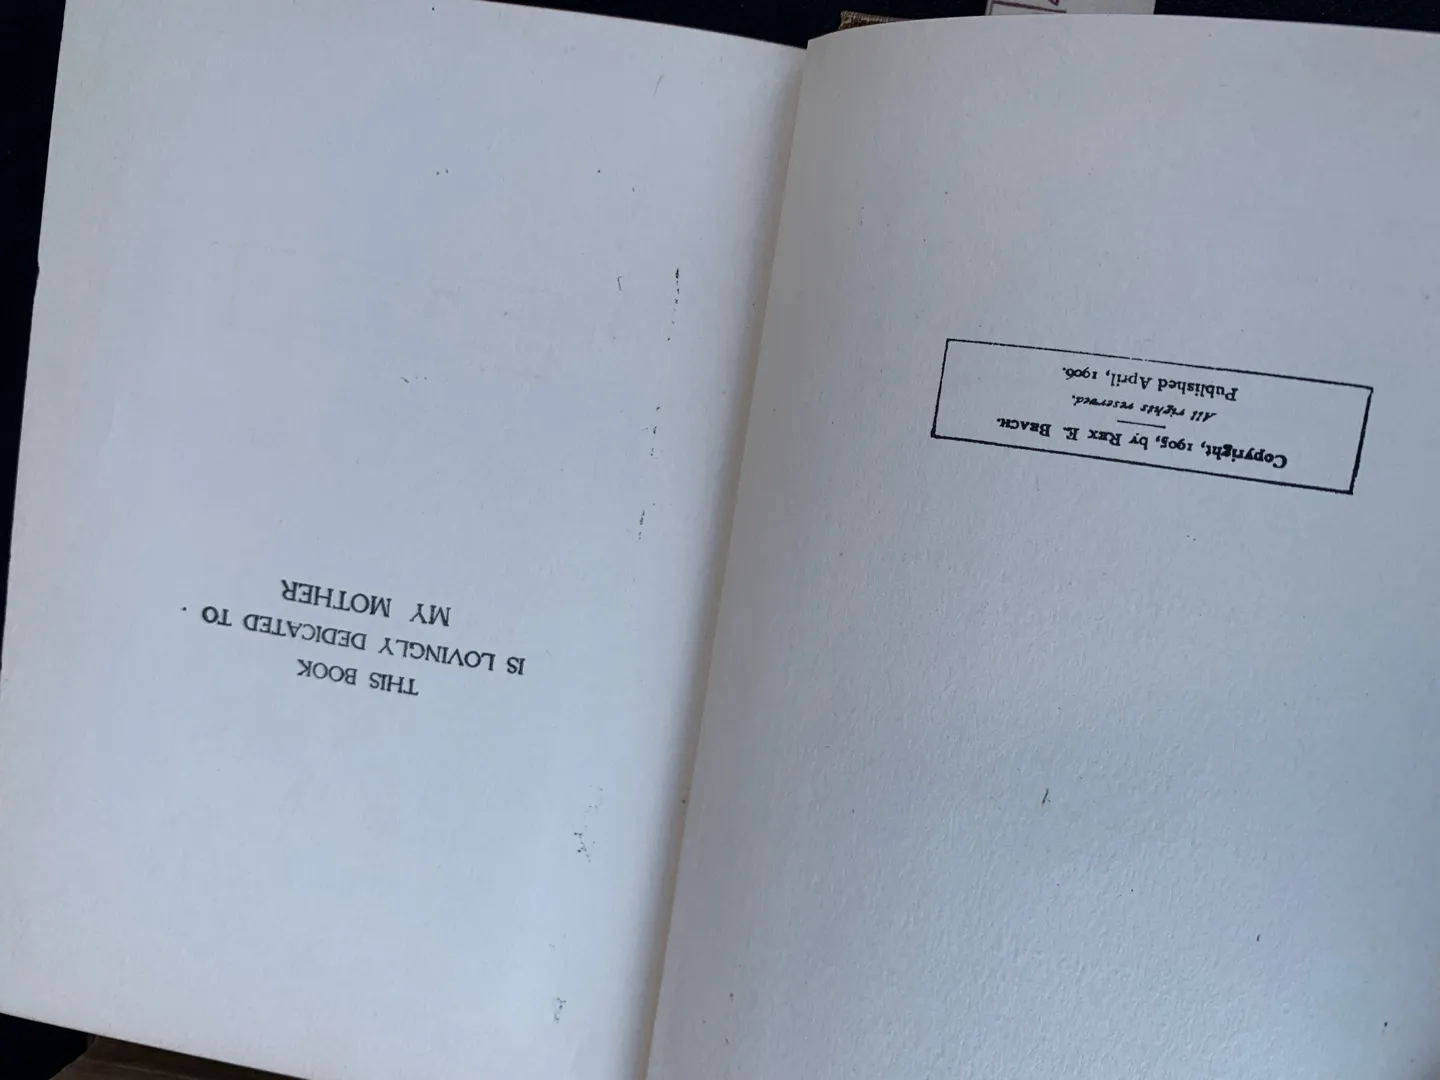 Copyright, 1905, by Rex E. Beach.
All rights reserved.
Published April, 1906.
THIS BOOK
IS LOVINGLY DEDICATED TO
MY MOTHER